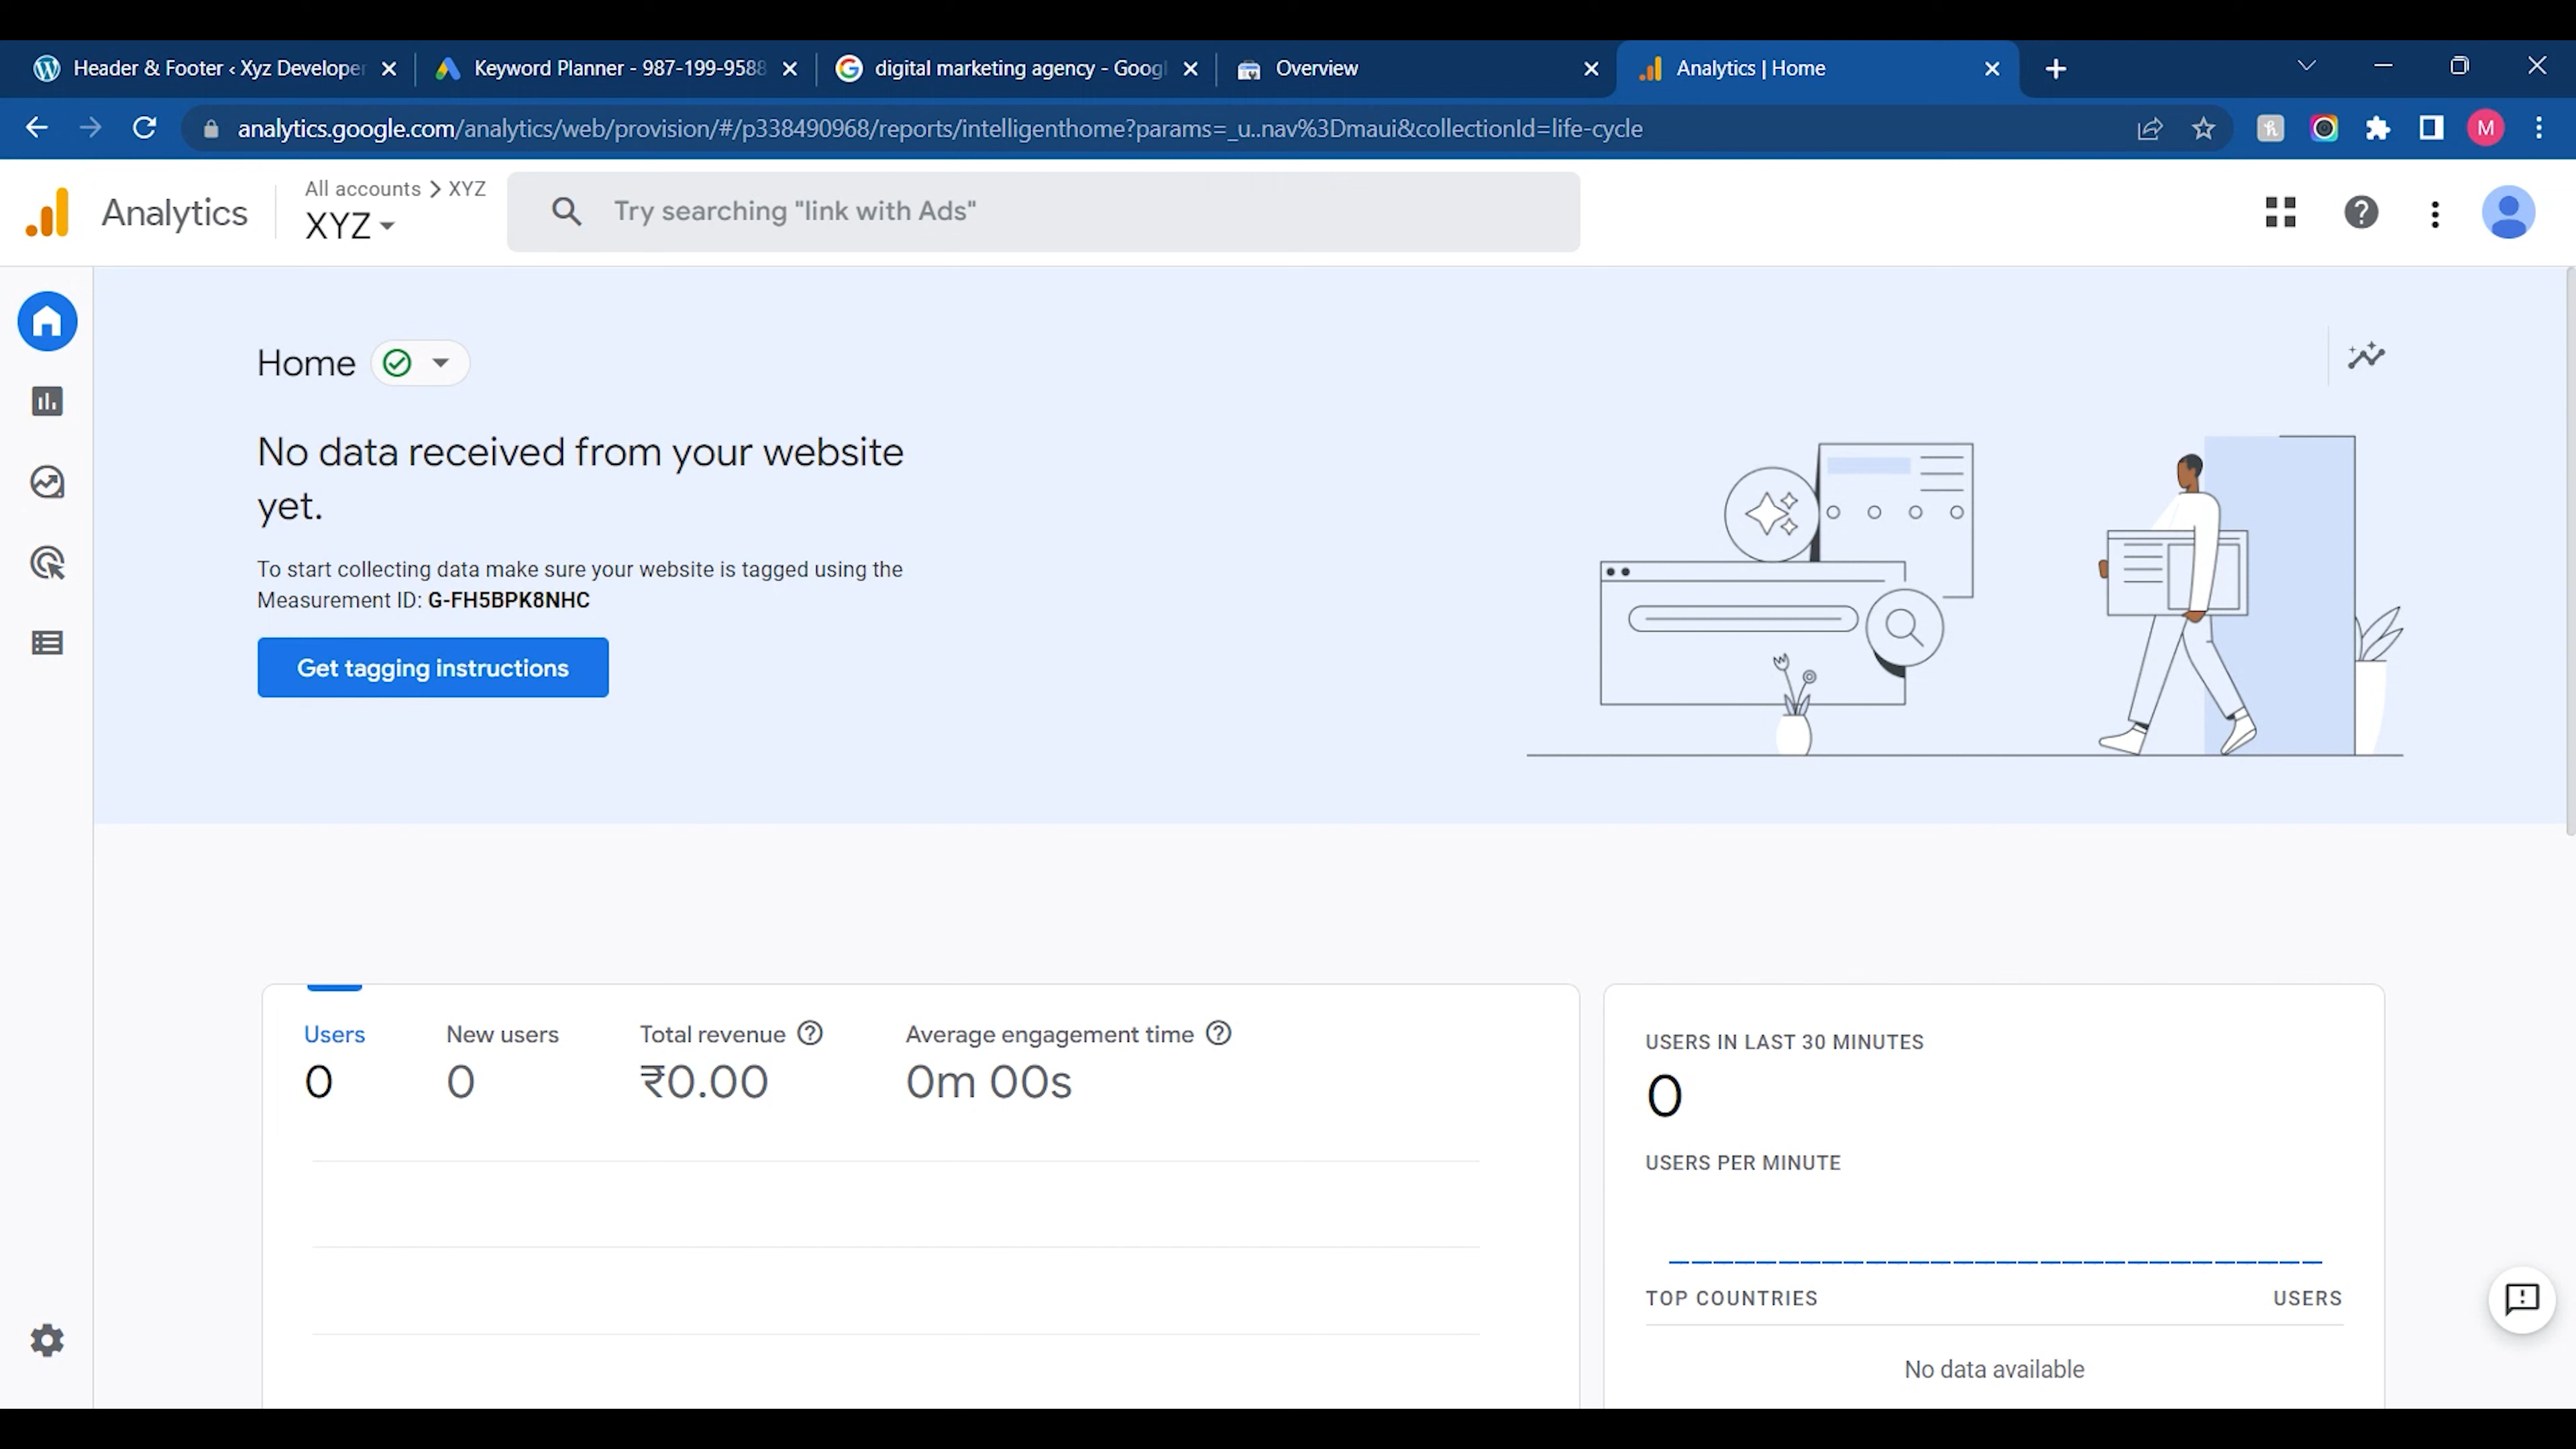 Header & Footer ‹ Xyz Developer
Keyword Planner - 987-199-9588
digital marketing agency - Googl
Overview
Analytics | Home
analytics.google.com/analytics/web/provision/#/p338490968/reports/intelligenthome?params=_u..nav%3Dmaui&collectionId=life-cycle
M
Analytics
All accounts > XYZ
XYZ
Try searching "link with Ads"
Home
No data received from your website
yet.
To start collecting data make sure your website is tagged using the
Measurement ID: G-FH5BPK8NHC
Get tagging instructions
Users
0
New users
0
Total revenue
₹0.00
Average engagement time
0m 00s
USERS IN LAST 30 MINUTES
0
USERS PER MINUTE
TOP COUNTRIES USERS
No data available